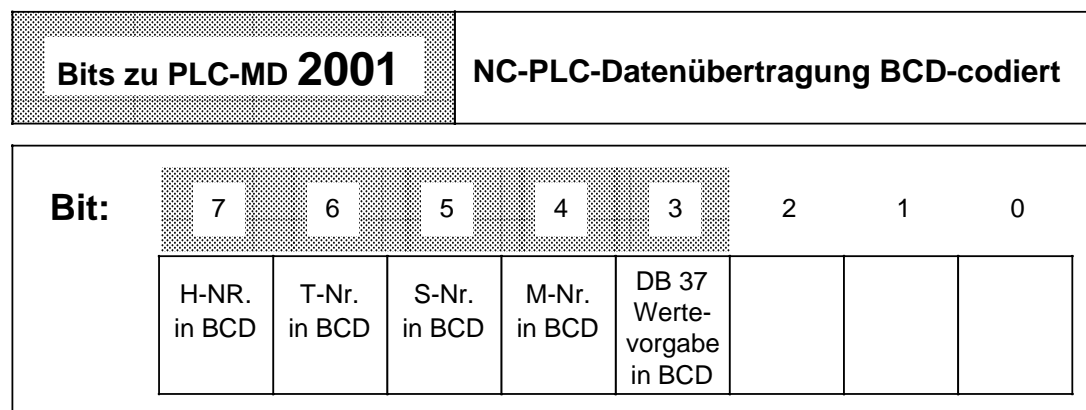 Bits zu PLC-MD 2001 NC-PLC-Datenübertragung BCD-codiert
Bit: 7 6 5 4 3 2 1 0
H-NR. in BCD
T-Nr. in BCD
S-Nr. in BCD
M-Nr. in BCD
DB 37
Werte-
vorgabe
in BCD